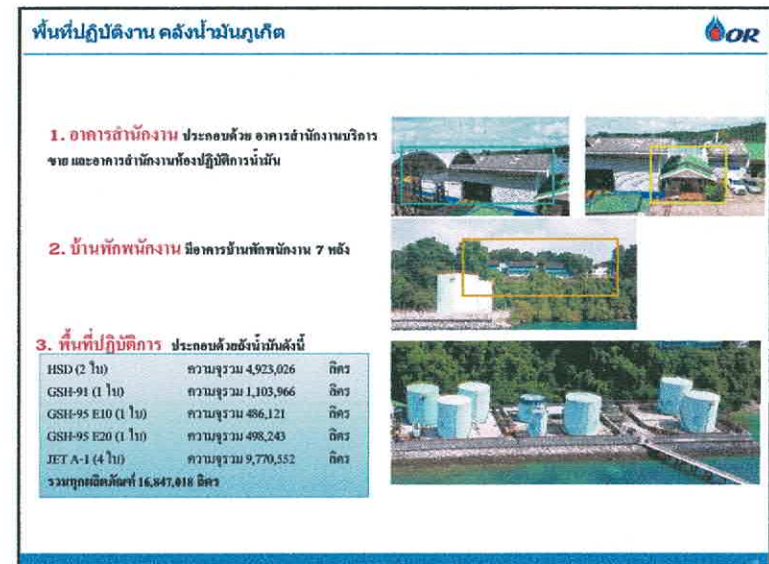 พื้นที่ปฏิบัติงาน คลังน้ำมันภูเก็ต
OR
1. อาคารสำนักงาน ประกอบด้วย อาคารสำนักงานบริการ
ขาย และอาคารสำนักงานห้องปฏิบัติการน้ำมัน
2. บ้านพักพนักงาน มีอาคารบ้านพักพนักงาน 7 หลัง
3. พื้นที่ปฏิบัติการ ประกอบด้วยถังน้ำมันดังนี้
HSD (2 ใบ) ความจุรวม 4,923,026 ลิตร
GSH-91 (1 ใบ) ความจุรวม 1,103,966 ลิตร
GSH-95 E10 (1 ใบ) ความจุรวม 486,121 ลิตร
GSH-95 E20 (1 ใบ) ความจุรวม 498,243 ลิตร
JET A-1 (4 ใบ) ความจุรวม 9,770,552 ลิตร
รวมทุกผลิตภัณฑ์ 16,847,018 ลิตร